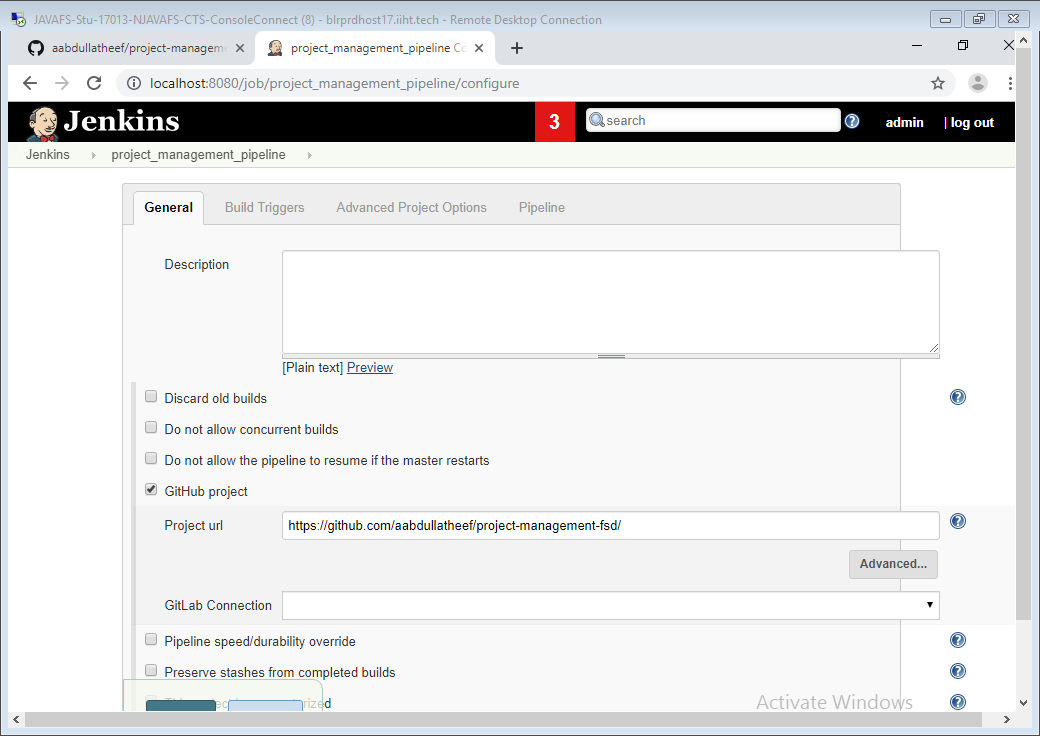 JAVAFS-Stu-17013-NJAVAFS-CTS-ConsoleConnect (8) - blrprdhost17.iiht.tech - Remote Desktop Connection
aabdullatheef/project-managem
project_management_pipeline Co
localhost:8080/job/project_management_pipeline/configure
Jenkins
3
search
admin
| log out
Jenkins
project_management_pipeline
General
Build Triggers
Advanced Project Options
Pipeline
Description
[Plain text] Preview
Discard old builds
Do not allow concurrent builds
Do not allow the pipeline to resume if the master restarts
GitHub project
Project url
https://github.com/aabdullatheef/project-management-fsd/
Advanced...
GitLab Connection
Pipeline speed/durability override
Preserve stashes from completed builds
Activate Windows